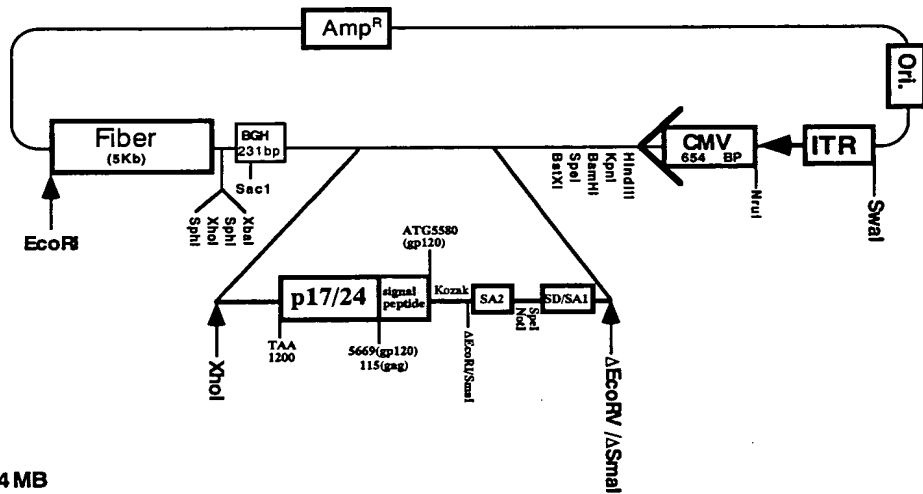 Amp^R
Ori.
Fiber
(5Kb)
BGH
231bp
CMV
654 BP
ITR
Sac1
HindIII
KpnI
BamHI
SpeI
BstXI
NruI
SwaI
XbaI
SphI
XhoI
SphI
EcoRI
ATG5580
(gp120)
p17/24
signal
peptide
Kozak
SA2
SD/SA1
SpeI
NotI
TAA
1200
5669(gp120)
115(gag)
ΔEcoRI/SmaI
XhoI
ΔEcoRV /ΔSmaI
4MB